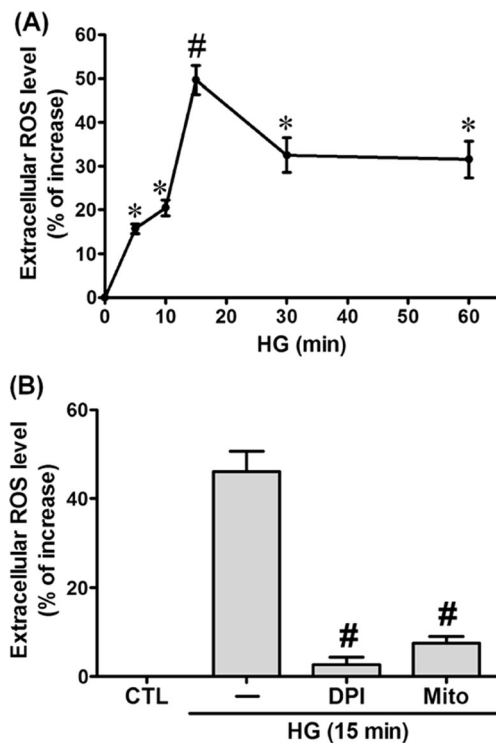 (A)
Extracellular ROS level
(% of increase)
60
50
40
30
20
10
0
*
*
#
*
*
0 10 20 30 40 50 60
HG (min)
(B)
Extracellular ROS level
(% of increase)
60
40
20
0
#
#
CTL — DPI Mito
HG (15 min)